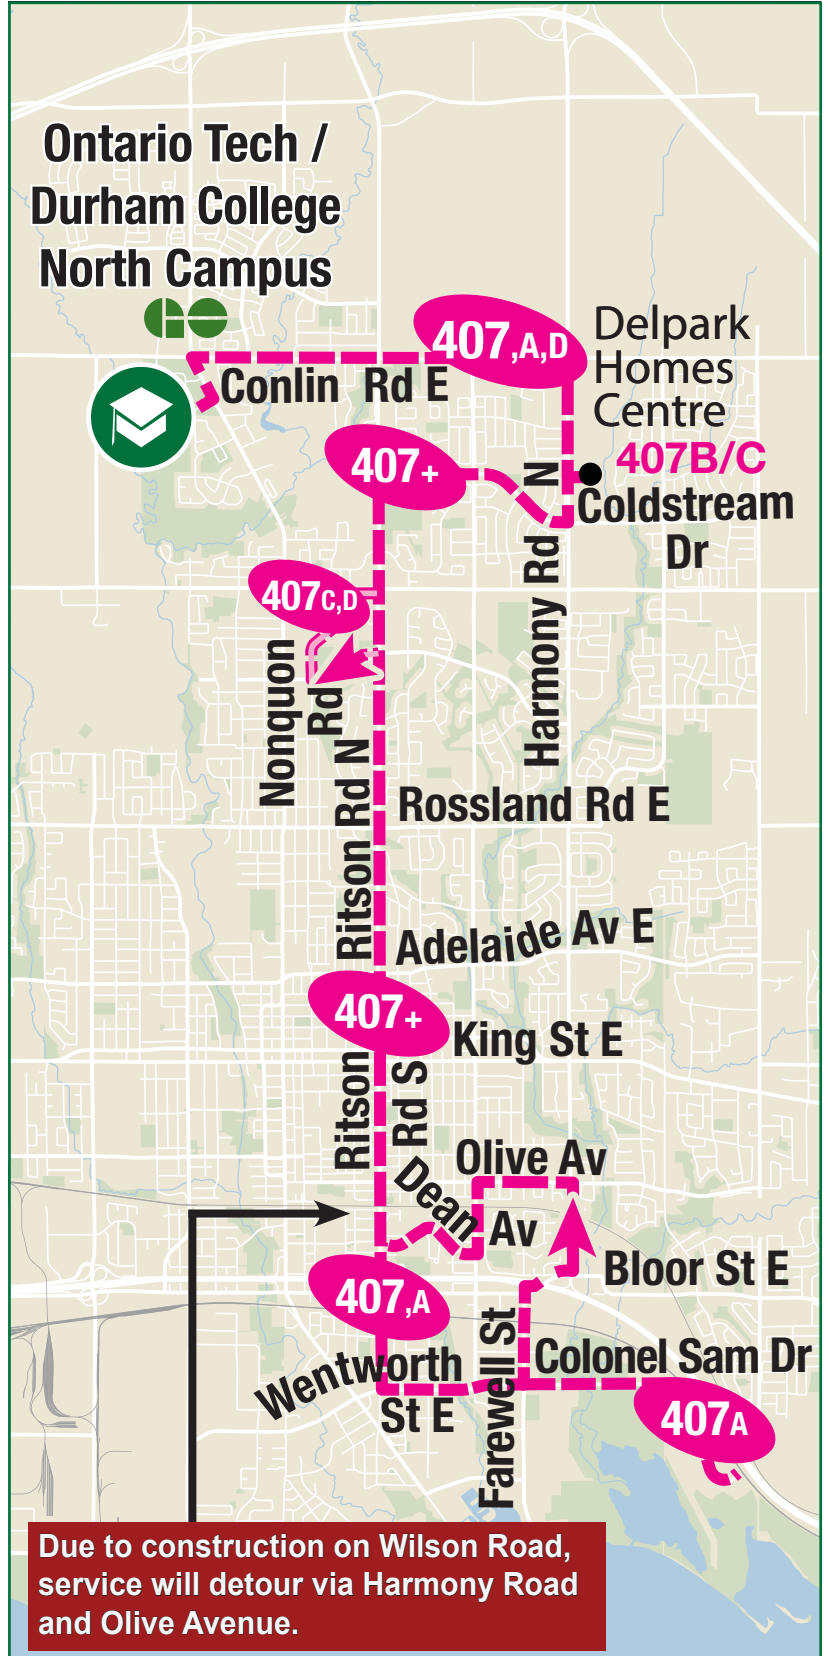 Ontario Tech /
Durham College
North Campus
GO
407,A,D
Delpark
Homes
Centre
Conlin Rd E
407B/C
407+
Coldstream
Dr
Harmony Rd N
407C,D
Nonquon
Rd
Ritson Rd N
Rossland Rd E
Adelaide Av E
407+
King St E
Ritson
Rd S
Olive Av
Dean
Av
Bloor St E
407,A
Farewell St
Wentworth
St E
Colonel Sam Dr
407A
Due to construction on Wilson Road,
service will detour via Harmony Road
and Olive Avenue.